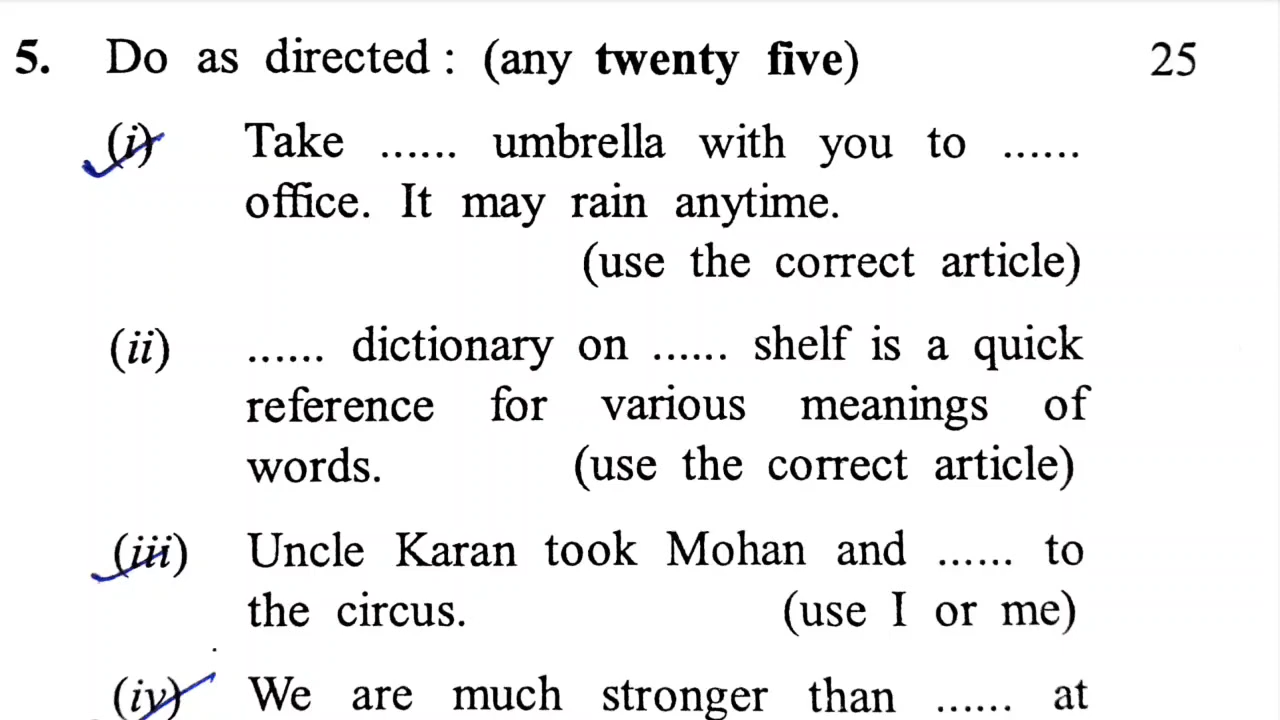 5. Do as directed : (any twenty five) 25
(i) Take ...... umbrella with you to ......
office. It may rain anytime.
(use the correct article)
(ii) ...... dictionary on ...... shelf is a quick
reference for various meanings of
words. (use the correct article)
(iii) Uncle Karan took Mohan and ...... to
the circus. (use I or me)
(iv) We are much stronger than ...... at